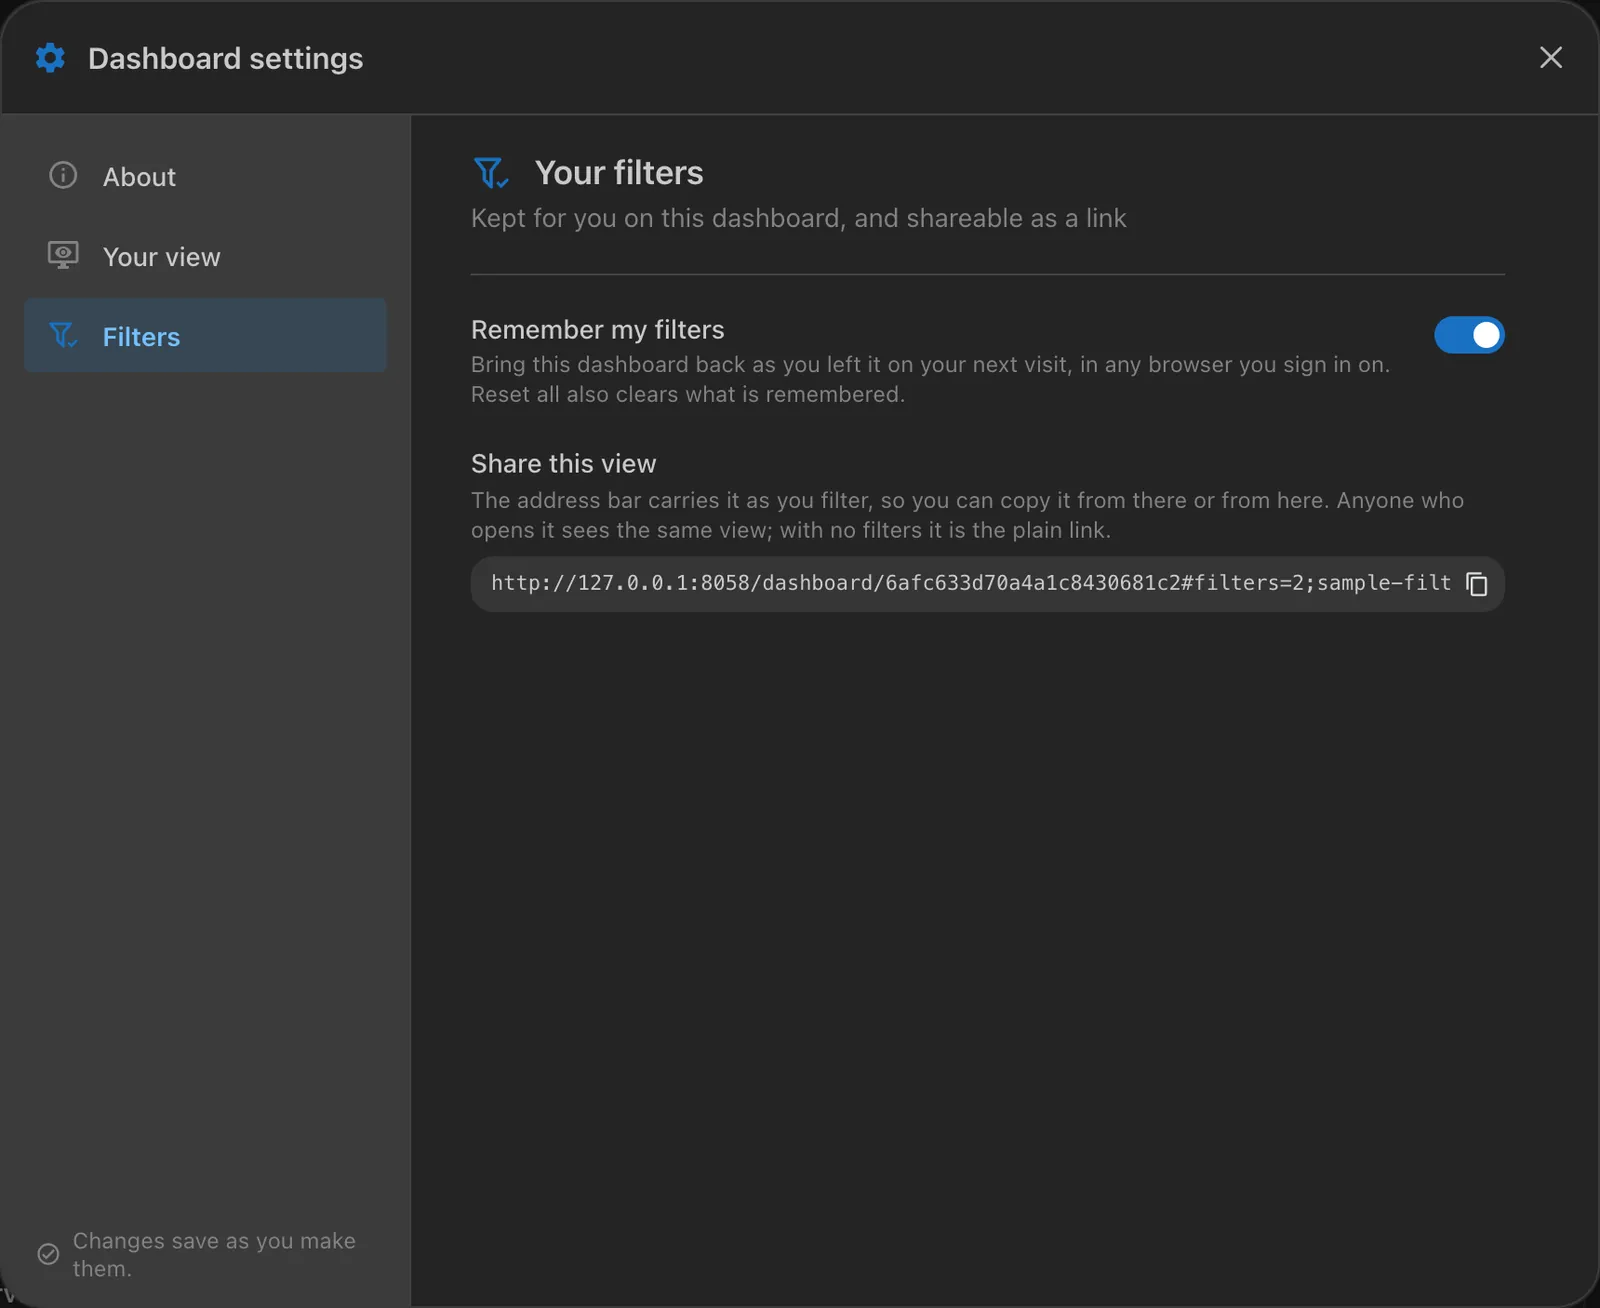 Dashboard settings
About
Your view
Filters
Changes save as you make
them.
Your filters
Kept for you on this dashboard, and shareable as a link
Remember my filters
Bring this dashboard back as you left it on your next visit, in any browser you sign in on.
Reset all also clears what is remembered.
Share this view
The address bar carries it as you filter, so you can copy it from there or from here. Anyone who
opens it sees the same view; with no filters it is the plain link.
http://127.0.0.1:8058/dashboard/6afc633d70a4a1c8430681c2#filters=2;sample-filt